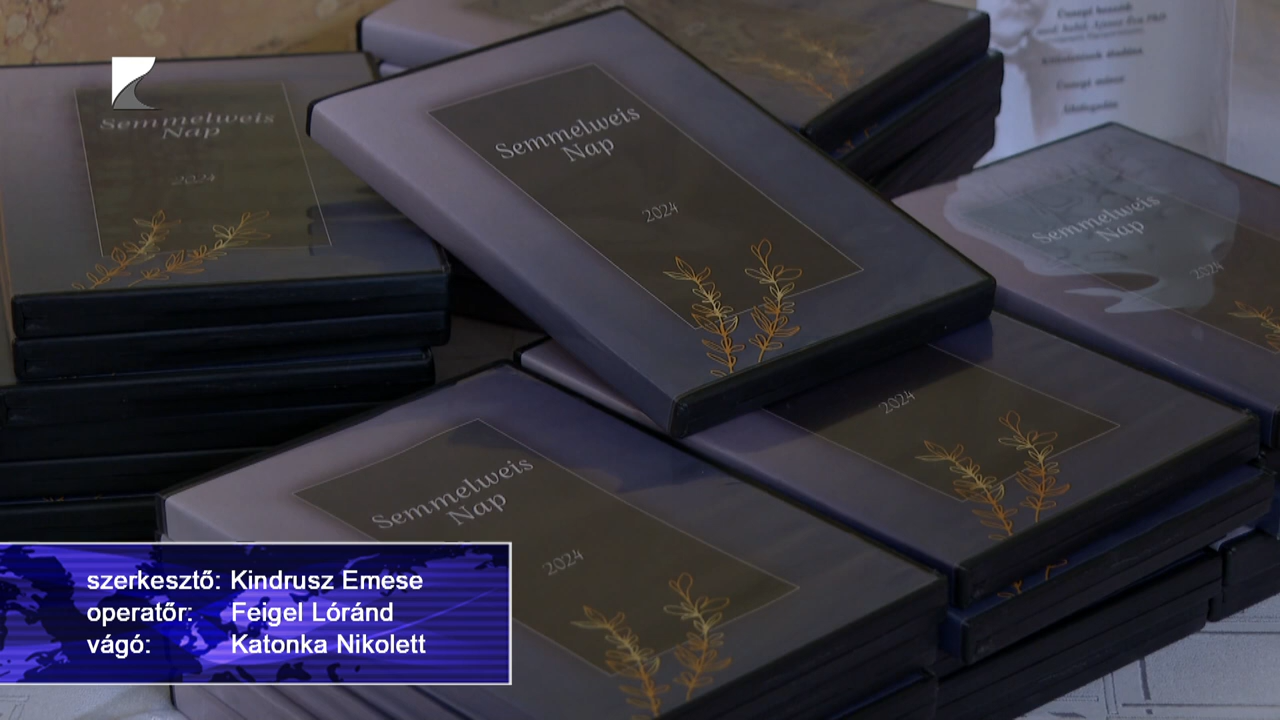 Semmelweis
Nap
2024
Semmelweis
Nap
2024
Semmelweis
Nap
2024
2024
Semmelweis
Nap
2024
szerkesztő: Kindrusz Emese
operatőr: Feigel Lóránd
vágó: Katonka Nikolett